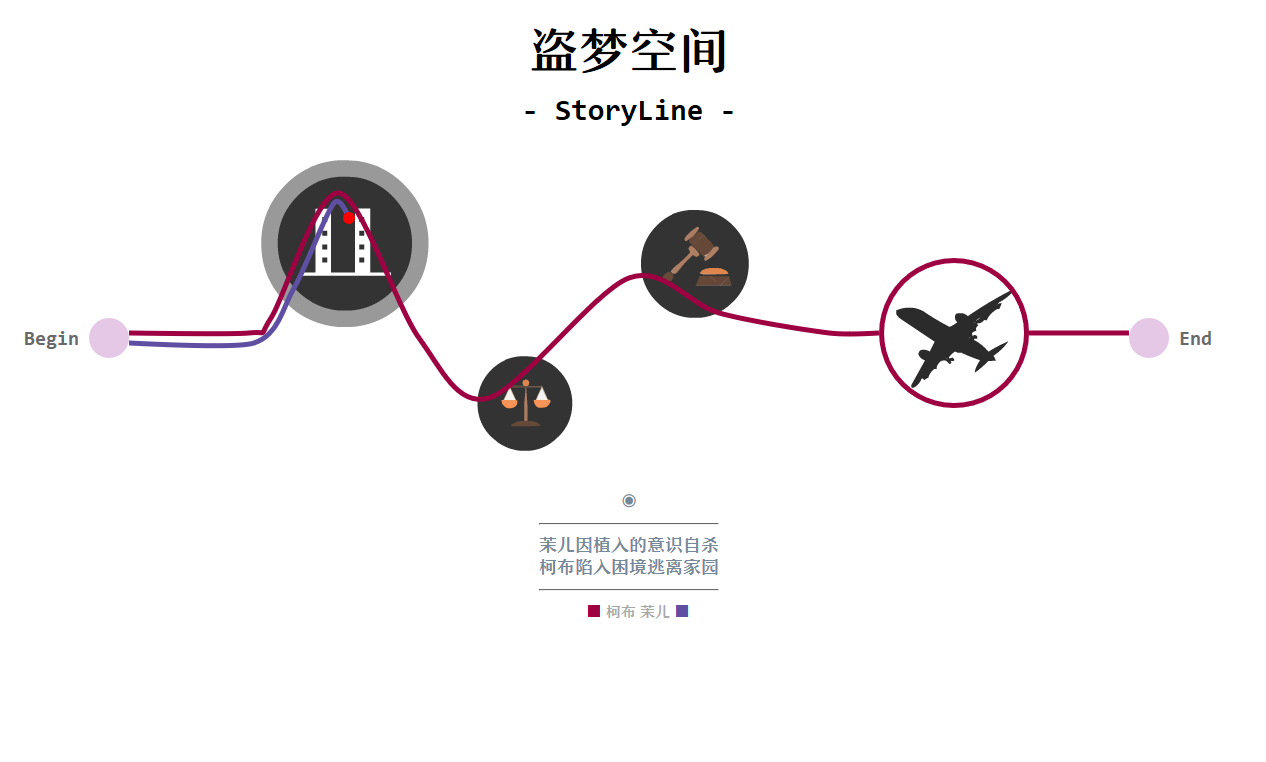 盗梦空间
- StoryLine -
Begin
End
茉儿因植入的意识自杀
柯布陷入困境逃离家园
柯布 茉儿